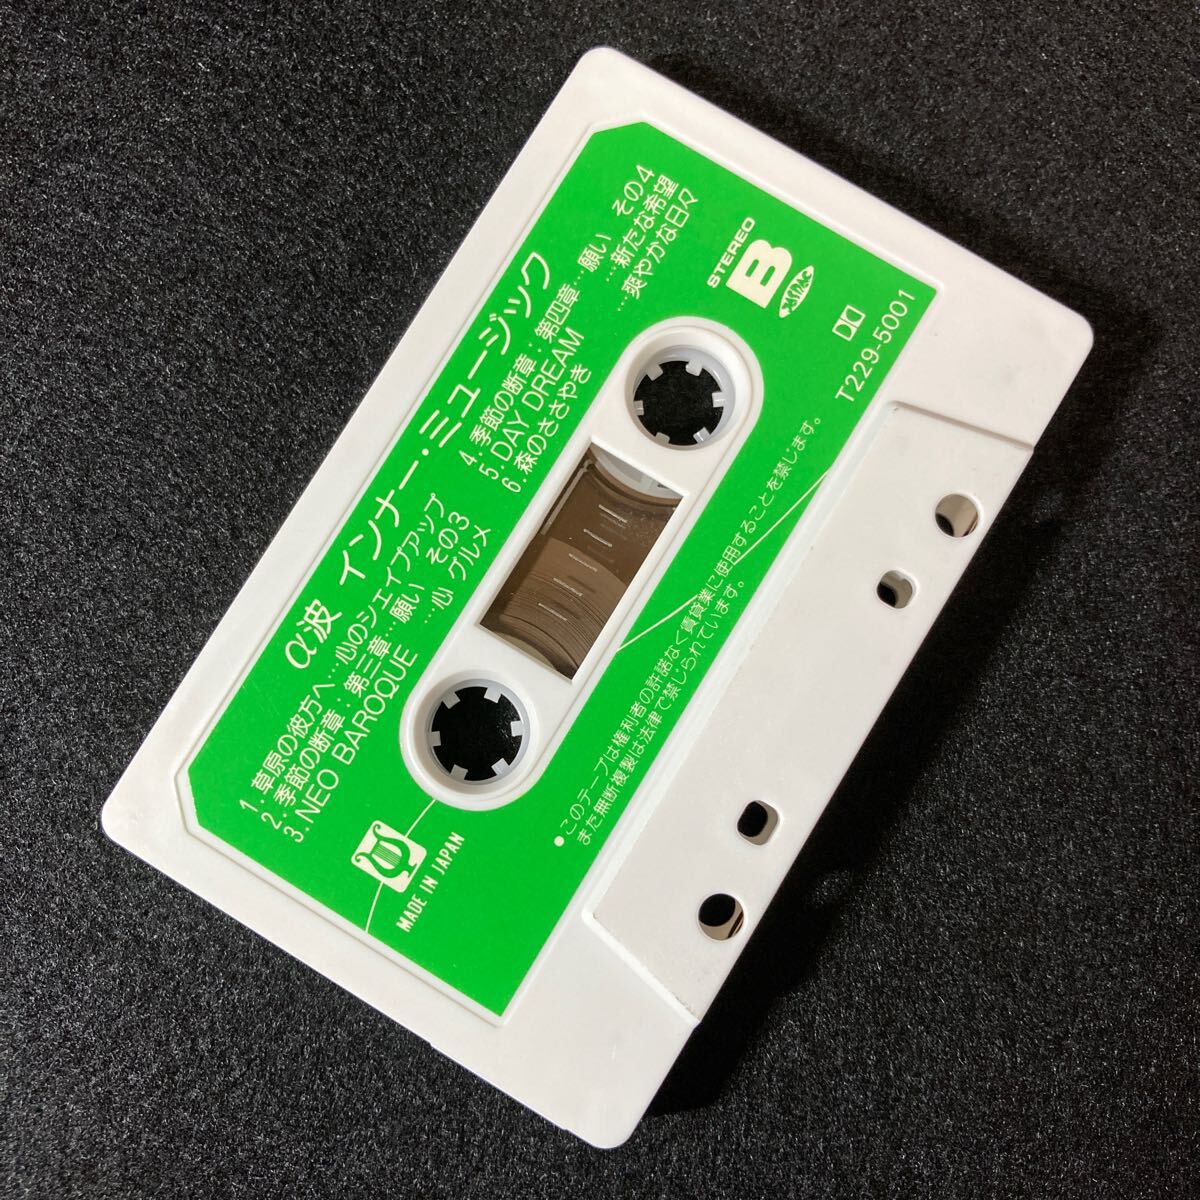 α波 インナー・ミュージック
1. 草原の彼方へ…心のシェイプアップ
2. 季節の断章：第三章…願い その3
3. NEO BAROQUE …心 グルメ
4. 季節の断章：第四章…願い その4
5. DAY DREAM …新たな希望
6. 森のささやき …爽やかな日々
STEREO
B
T229-5001
MADE IN JAPAN
●このテープは権利者の許諾なく賃貸業に使用することを禁じます。
また無断複製は法律で禁じられています。